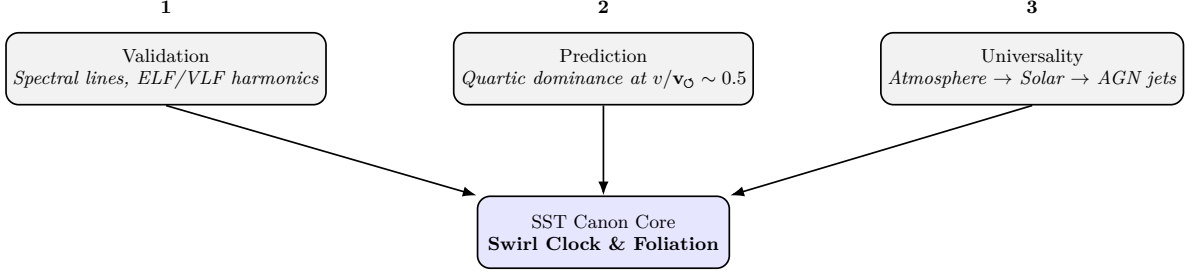 1
Validation
Spectral lines, ELF/VLF harmonics
2
Prediction
Quartic dominance at v/v↺ ∼ 0.5
3
Universality
Atmosphere → Solar → AGN jets
SST Canon Core
Swirl Clock & Foliation